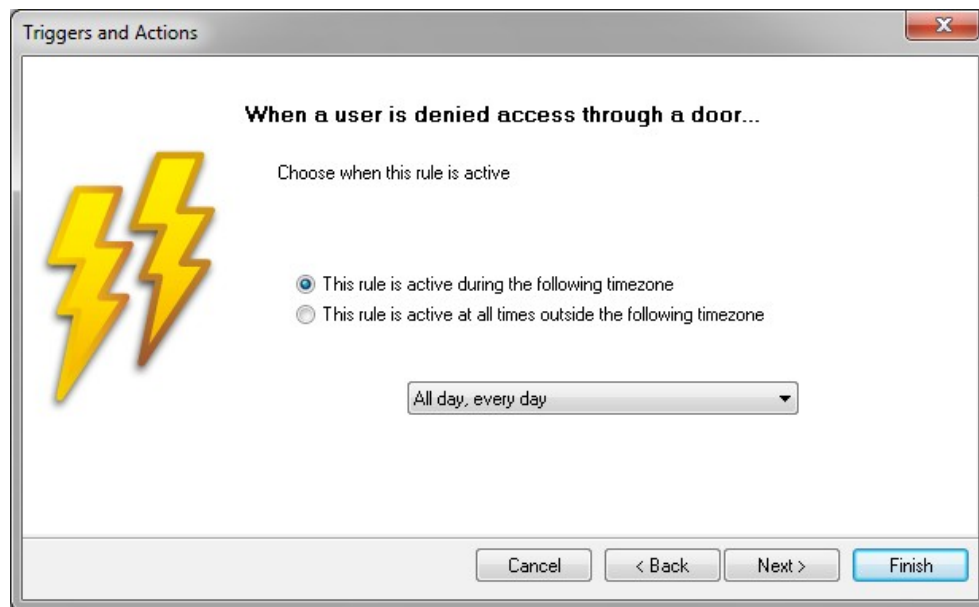 Triggers and Actions
When a user is denied access through a door...
Choose when this rule is active
This rule is active during the following timezone
This rule is active at all times outside the following timezone
All day, every day
Cancel
< Back
Next >
Finish